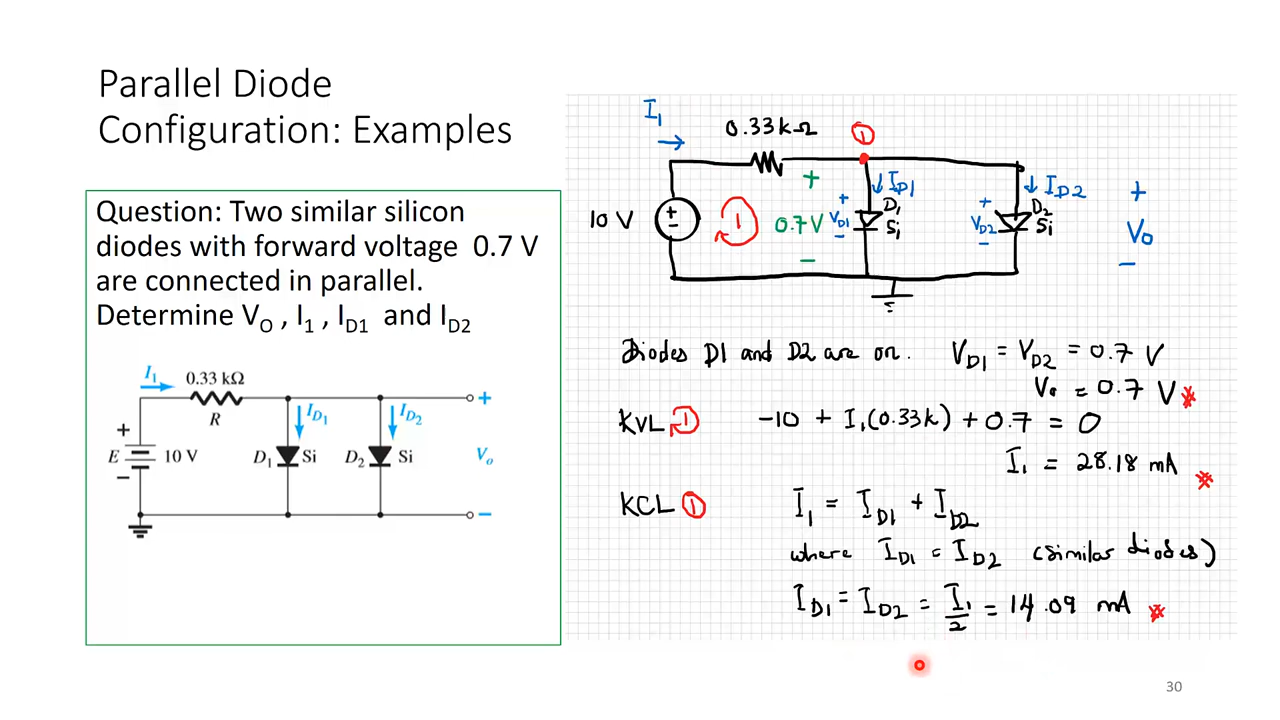 Parallel Diode
Configuration: Examples
Question: Two similar silicon
diodes with forward voltage 0.7 V
are connected in parallel.
Determine VO , I1 , ID1 and ID2
I1
0.33 kΩ
R
ID1
ID2
+
+
E
10 V
D1
Si
D2
Si
Vo
−
−
I1
0.33 kΩ
1
+
ID1
ID2
+
+
+
+
10 V
−
1
0.7 V
VD1
D1
Si
VD2
D2
Si
Vo
−
−
−
−
Diodes D1 and D2 are on. VD1 = VD2 = 0.7 V
Vo = 0.7 V *
KVL 1 -10 + I1(0.33k) + 0.7 = 0
I1 = 28.18 mA *
KCL 1 I1 = ID1 + ID2
where ID1 = ID2 (similar diodes)
ID1 = ID2 = I1/2 = 14.09 mA *
30